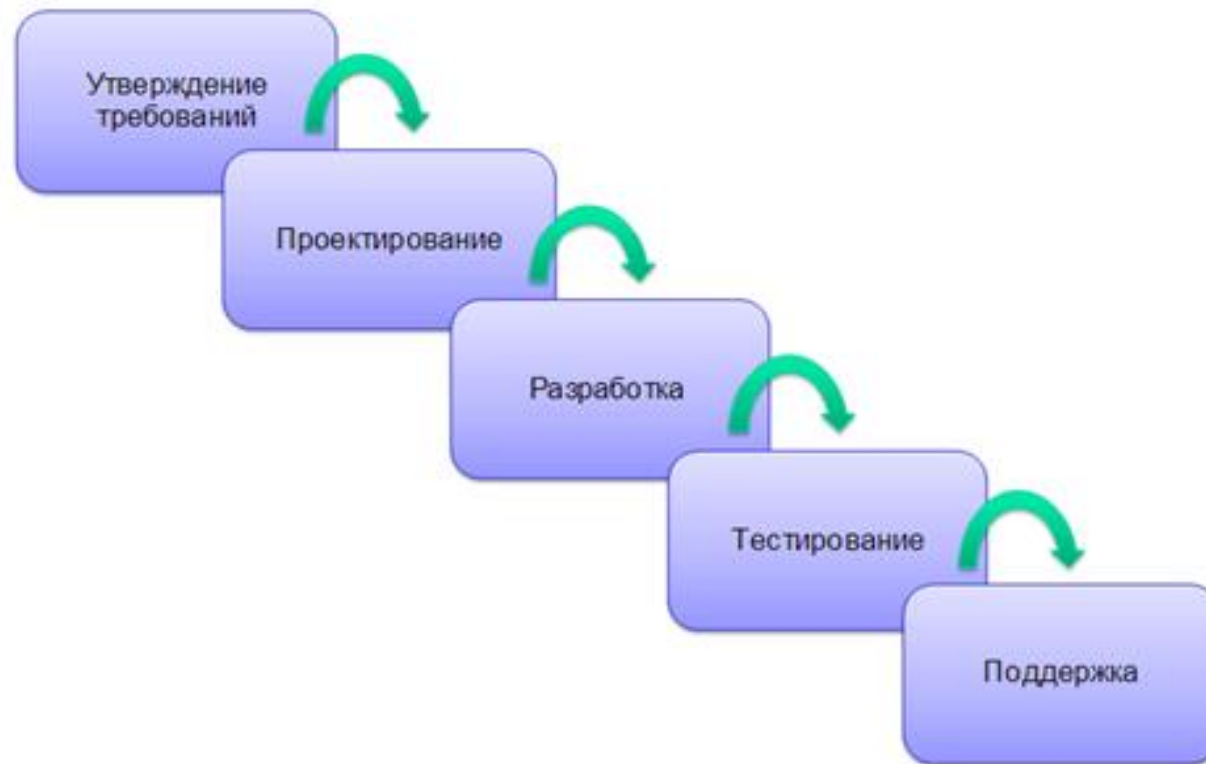 Утверждение
требований
Проектирование
Разработка
Тестирование
Поддержка